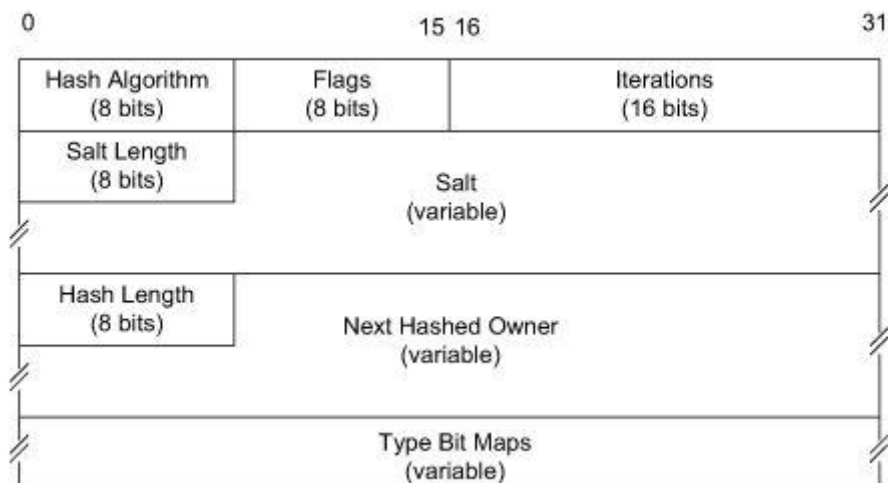 0 15 16 31
Hash Algorithm Flags Iterations
(8 bits) (8 bits) (16 bits)
Salt Length
(8 bits)
Salt
(variable)
Hash Length
(8 bits)
Next Hashed Owner
(variable)
Type Bit Maps
(variable)